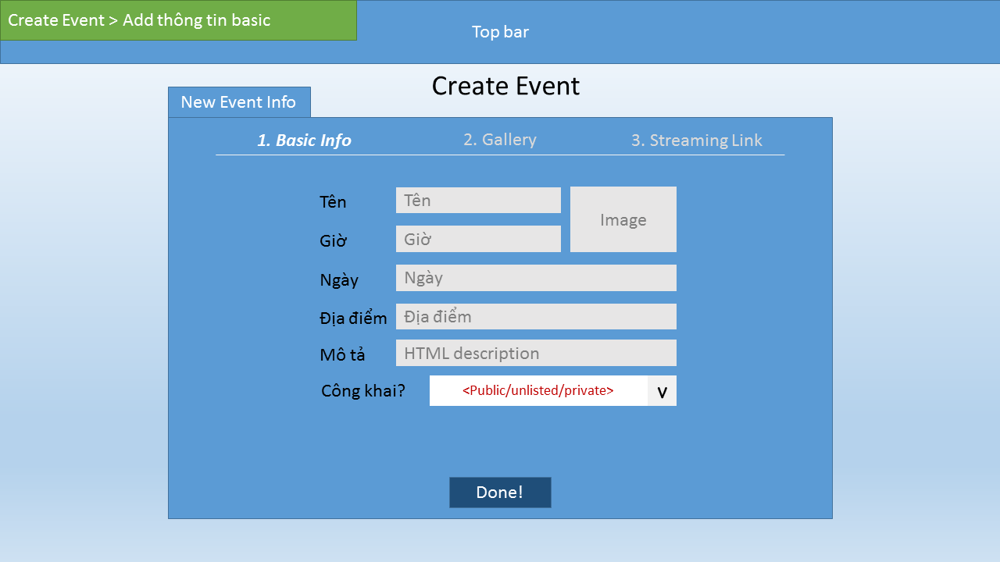 Create Event > Add thông tin basic
Top bar
Create Event
New Event Info
1. Basic Info
2. Gallery
3. Streaming Link
Tên
Tên
Image
Giờ
Giờ
Ngày
Ngày
Địa điểm
Địa điểm
Mô tả
HTML description
Công khai?
<Public/unlisted/private>
V
Done!